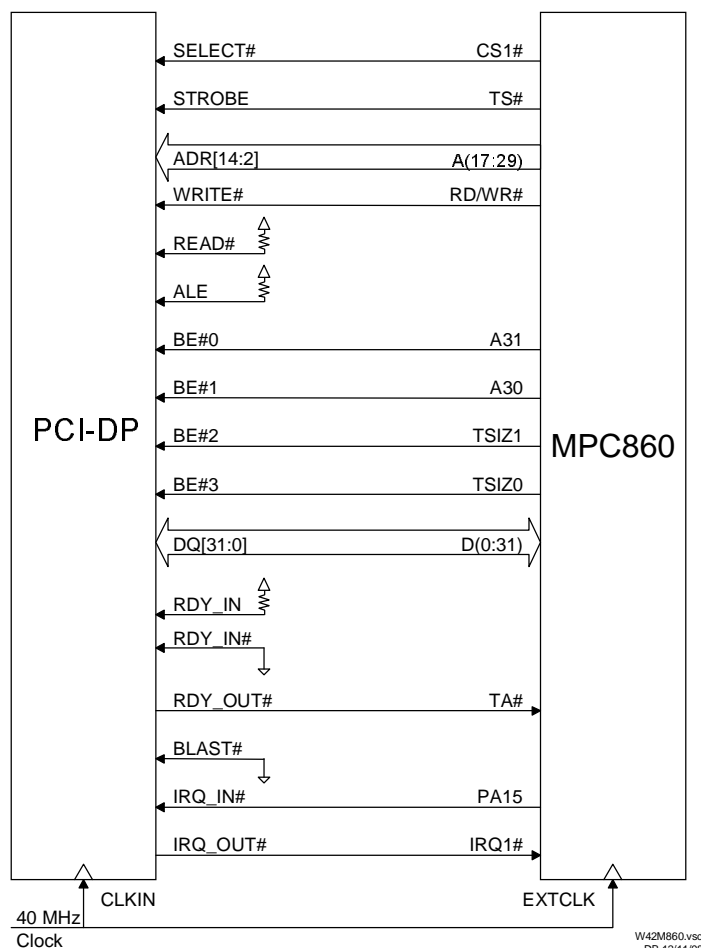 SELECT# CS1#
STROBE TS#
ADR[14:2] A(17:29)
WRITE# RD/WR#
READ#
ALE
BE#0 A31
BE#1 A30
PCI-DP MPC860
BE#2 TSIZ1
BE#3 TSIZ0
DQ[31:0] D(0:31)
RDY_IN
RDY_IN#
RDY_OUT# TA#
BLAST#
IRQ_IN# PA15
IRQ_OUT# IRQ1#
CLKIN EXTCLK
40 MHz
Clock
W42M860.vsd